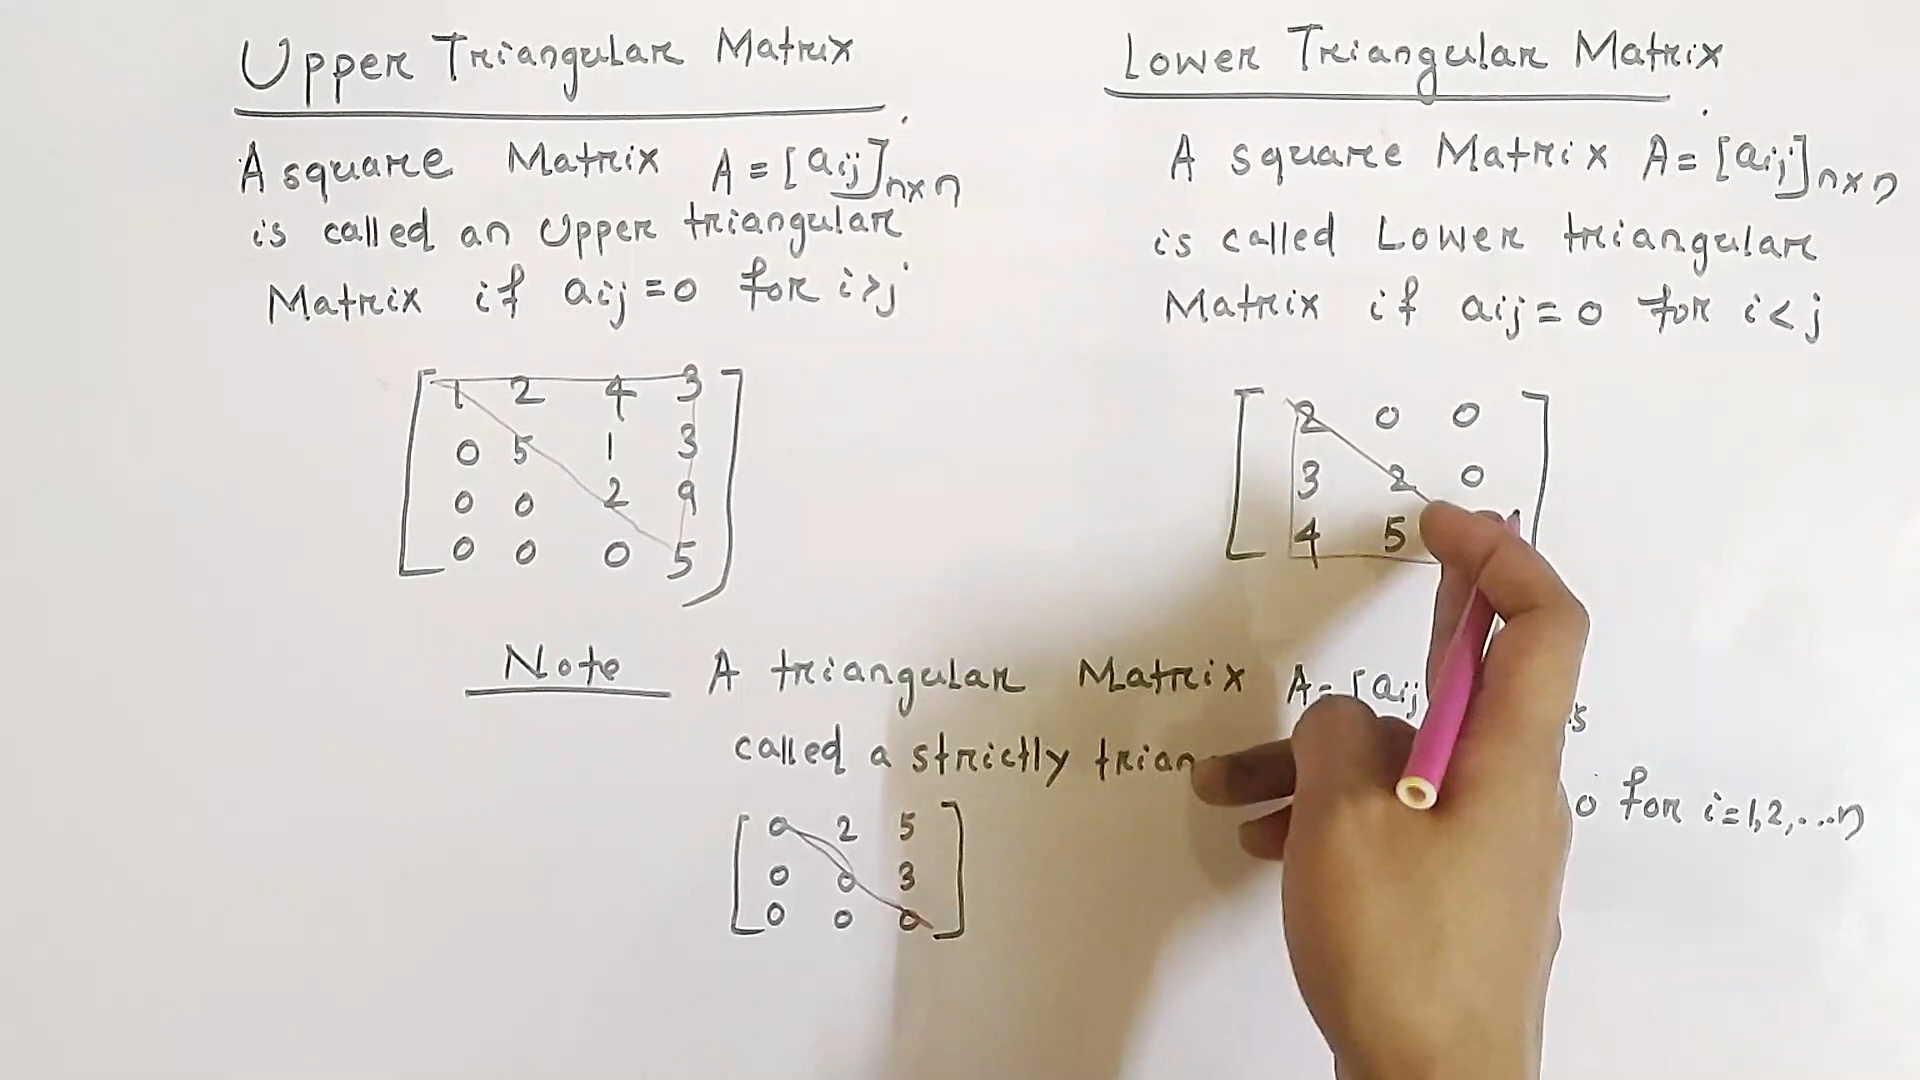 Upper Triangular Matrix
A square Matrix A = [aij]n×n
is called an Upper triangular
Matrix if aij = 0 for i>j
1 2 4 3
0 5 1 3
0 0 2 9
0 0 0 5
Lower Triangular Matrix
A square Matrix A = [aij]n×n
is called Lower triangular
Matrix if aij = 0 for i<j
2 0 0
3 2 0
4 5
Note A triangular Matrix A = [aij
called a strictly
0 for i=1,2,...n
0 2 5
0 0 3
0 0 0